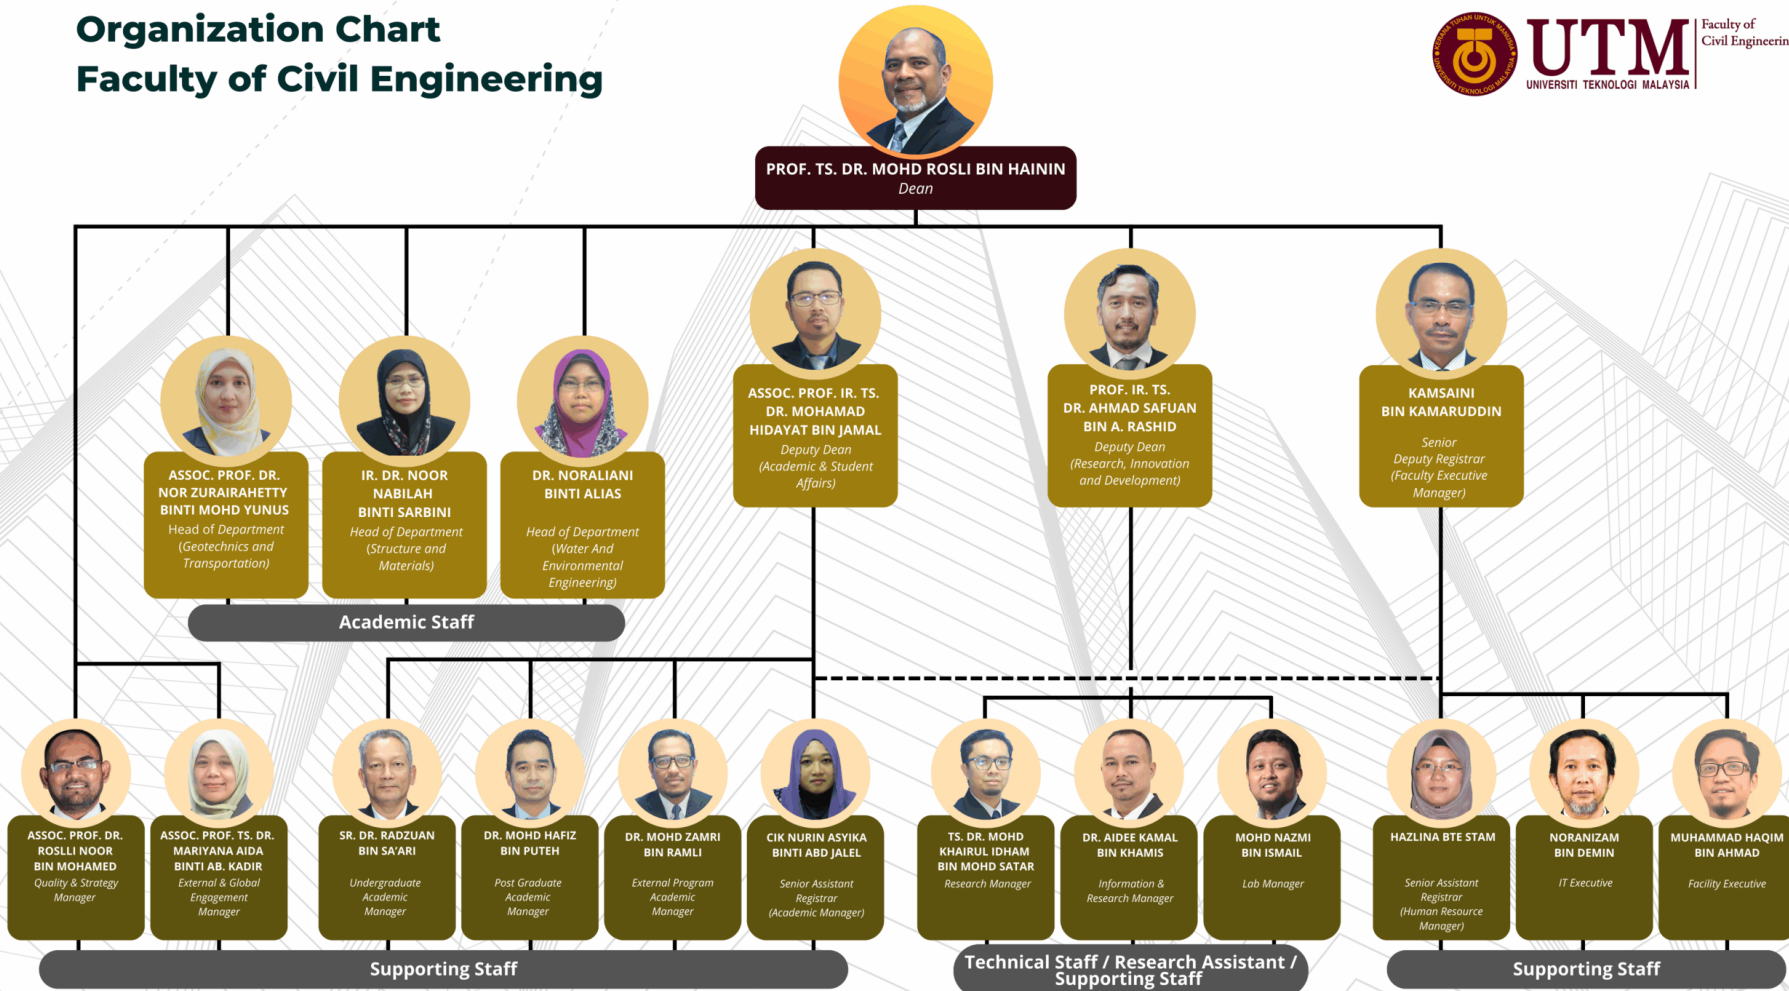 Organization Chart
Faculty of Civil Engineering
KERANA TUHAN UNTUK MANUSIA
UNIVERSITI TEKNOLOGI MALAYSIA
UTM
UNIVERSITI TEKNOLOGI MALAYSIA
Faculty of
Civil Engineerin
PROF. TS. DR. MOHD ROSLI BIN HAININ
Dean
ASSOC. PROF. DR.
NOR ZURAIRAHETTY
BINTI MOHD YUNUS
Head of Department
(Geotechnics and
Transportation)
IR. DR. NOOR
NABILAH
BINTI SARBINI
Head of Department
(Structure and
Materials)
DR. NORALIANI
BINTI ALIAS
Head of Department
(Water And
Environmental
Engineering)
ASSOC. PROF. IR. TS.
DR. MOHAMAD
HIDAYAT BIN JAMAL
Deputy Dean
(Academic & Student
Affairs)
PROF. IR. TS.
DR. AHMAD SAFUAN
BIN A. RASHID
Deputy Dean
(Research, Innovation
and Development)
KAMSAINI
BIN KAMARUDDIN
Senior
Deputy Registrar
(Faculty Executive
Manager)
Academic Staff
ASSOC. PROF. DR.
ROSLLI NOOR
BIN MOHAMED
Quality & Strategy
Manager
ASSOC. PROF. TS. DR.
MARIYANA AIDA
BINTI AB. KADIR
External & Global
Engagement
Manager
SR. DR. RADZUAN
BIN SA'ARI
Undergraduate
Academic
Manager
DR. MOHD HAFIZ
BIN PUTEH
Post Graduate
Academic
Manager
DR. MOHD ZAMRI
BIN RAMLI
External Program
Academic
Manager
CIK NURIN ASYIKA
BINTI ABD JALEL
Senior Assistant
Registrar
(Academic Manager)
TS. DR. MOHD
KHAIRUL IDHAM
BIN MOHD SATAR
Research Manager
DR. AIDEE KAMAL
BIN KHAMIS
Information &
Research Manager
MOHD NAZMI
BIN ISMAIL
Lab Manager
HAZLINA BTE STAM
Senior Assistant
Registrar
(Human Resource
Manager)
NORANIZAM
BIN DEMIN
IT Executive
MUHAMMAD HAQIM
BIN AHMAD
Facility Executive
Supporting Staff
Technical Staff / Research Assistant /
Supporting Staff
Supporting Staff